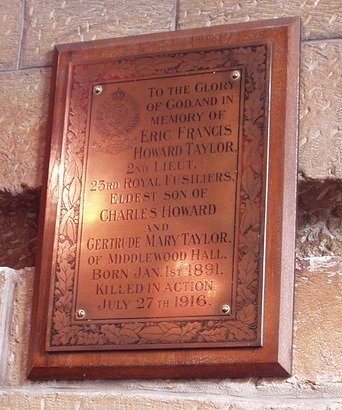 TO THE GLORY
OF GOD, AND IN
MEMORY OF
ERIC FRANCIS
HOWARD TAYLOR.
2ND LIEUT.
23RD ROYAL FUSILIERS.
ELDEST SON OF
CHARLES HOWARD
AND
GERTRUDE MARY TAYLOR.
OF MIDDLEWOOD HALL.
BORN JAN. 1ST 1891.
KILLED IN ACTION
JULY 27TH 1916.